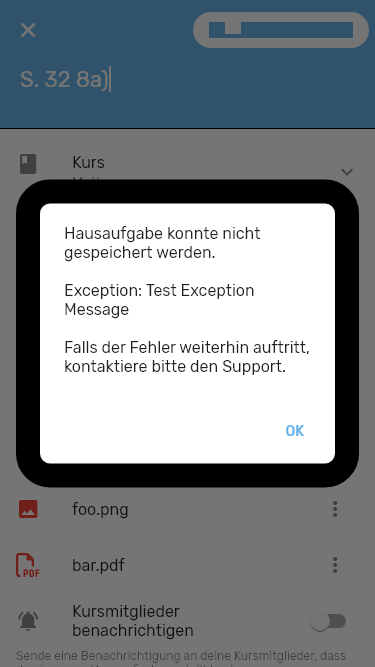 S. 32 8a)
Kurs
Hausaufgabe konnte nicht
gespeichert werden.
Exception: Test Exception
Message
Falls der Fehler weiterhin auftritt,
kontaktiere bitte den Support.
OK
foo.png
PDF
bar.pdf
Kursmitglieder
benachrichtigen
Sende eine Benachrichtigung an deine Kursmitglieder, dass